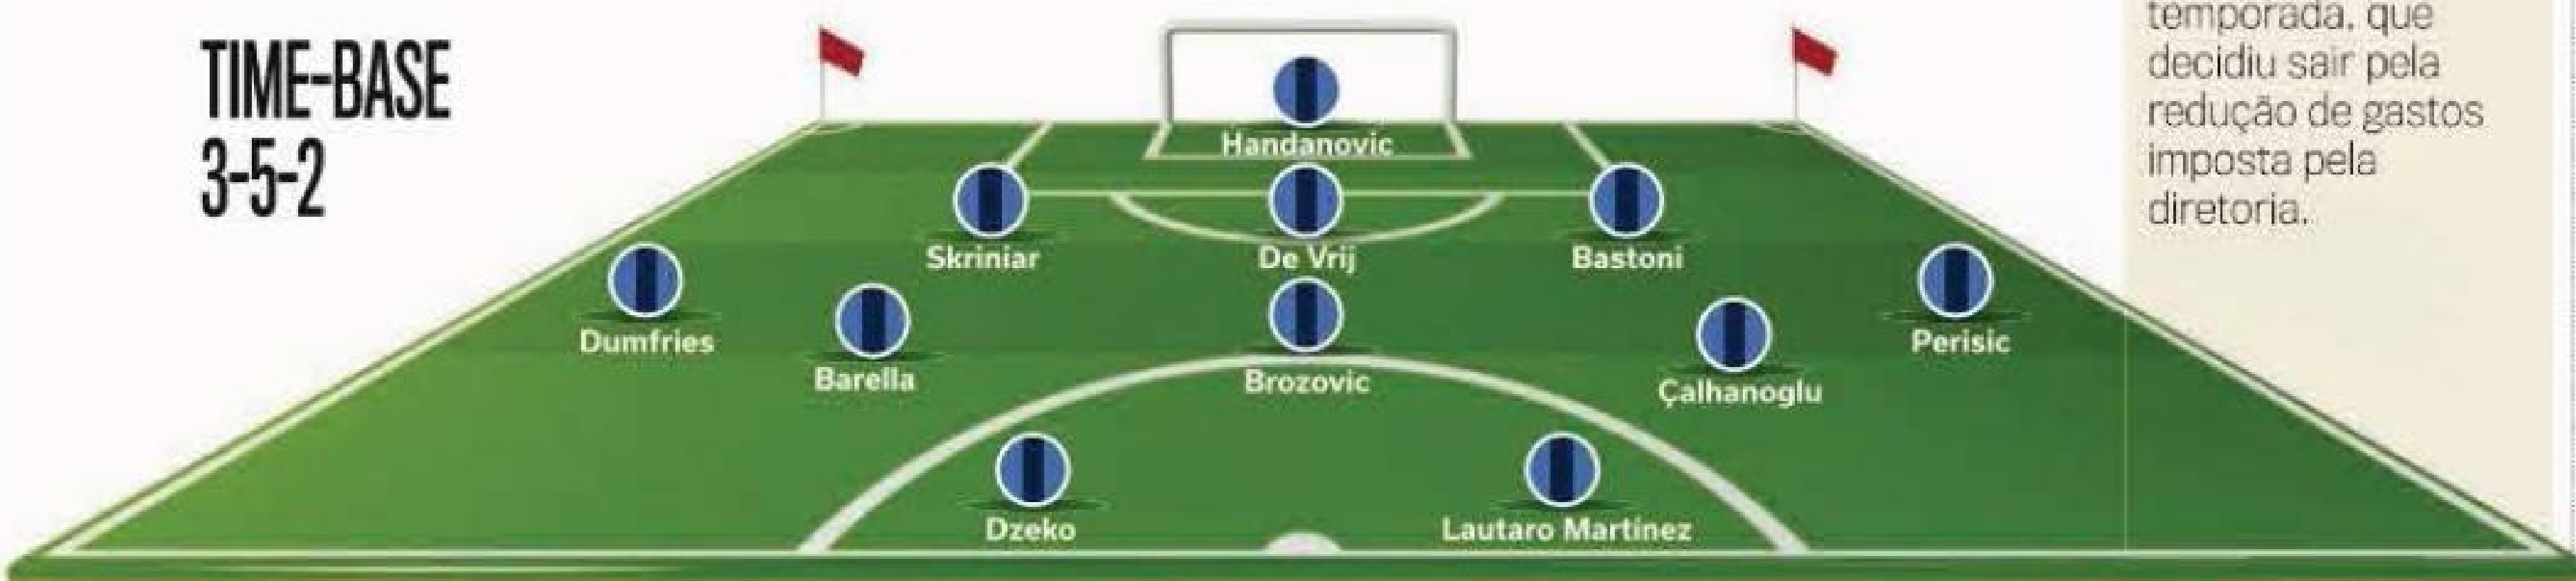 TIME-BASE
3-5-2
Handanovic
Skriniar
De Vrij
Bastoni
Dumfries
Barella
Brozovic
Çalhanoglu
Perisic
Dzeko
Lautaro Martínez
temporada, que
decidiu sair pela
redução de gastos
imposta pela
diretoria.